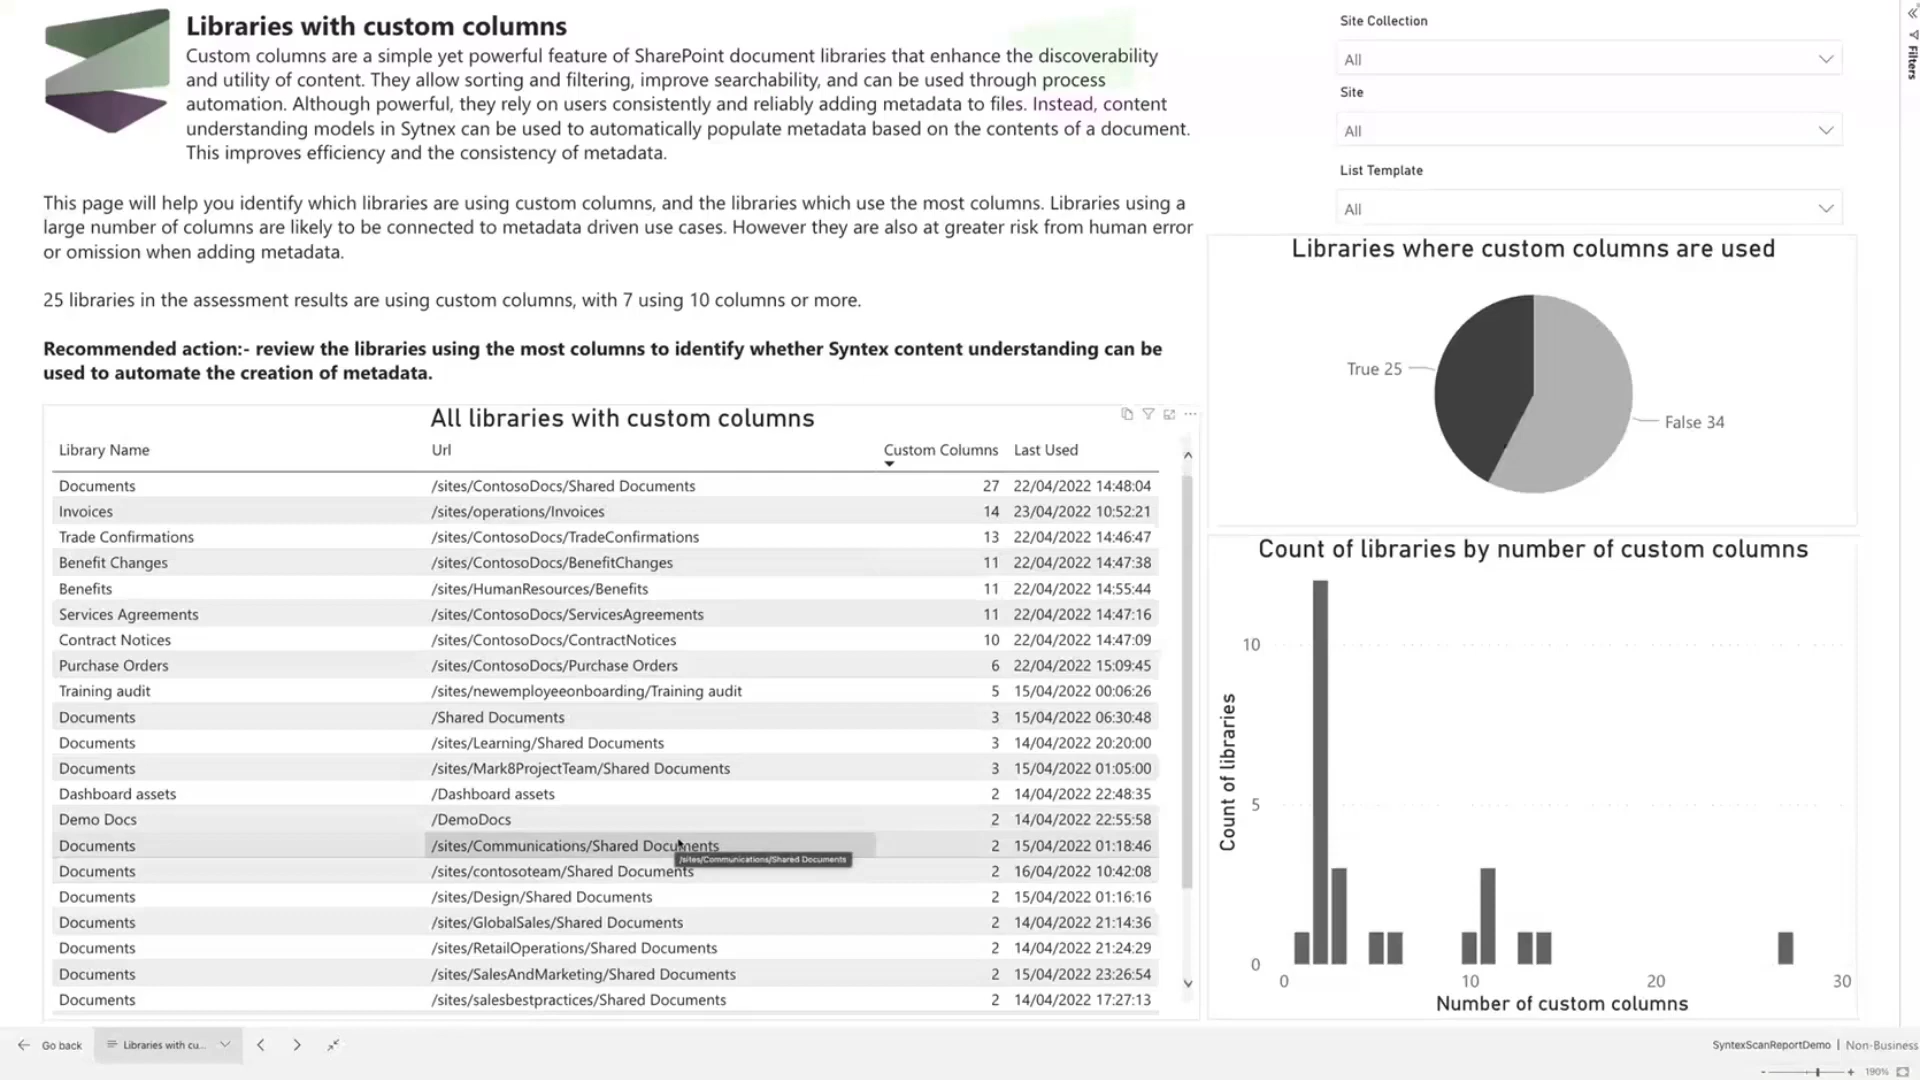 Libraries with custom columns
Custom columns are a simple yet powerful feature of SharePoint document libraries that enhance the discoverability
and utility of content. They allow sorting and filtering, improve searchability, and can be used through process
automation. Although powerful, they rely on users consistently and reliably adding metadata to files. Instead, content
understanding models in Sytnex can be used to automatically populate metadata based on the contents of a document.
This improves efficiency and the consistency of metadata.
This page will help you identify which libraries are using custom columns, and the libraries which use the most columns. Libraries using a
large number of columns are likely to be connected to metadata driven use cases. However they are also at greater risk from human error
or omission when adding metadata.
25 libraries in the assessment results are using custom columns, with 7 using 10 columns or more.
Recommended action:- review the libraries using the most columns to identify whether Syntex content understanding can be
used to automate the creation of metadata.
All libraries with custom columns
Library Name Url Custom Columns Last Used
Documents /sites/ContosoDocs/Shared Documents 27 22/04/2022 14:48:04
Invoices /sites/operations/Invoices 14 23/04/2022 10:52:21
Trade Confirmations /sites/ContosoDocs/TradeConfirmations 13 22/04/2022 14:46:47
Benefit Changes /sites/ContosoDocs/BenefitChanges 11 22/04/2022 14:47:38
Benefits /sites/HumanResources/Benefits 11 22/04/2022 14:55:44
Services Agreements /sites/ContosoDocs/ServicesAgreements 11 22/04/2022 14:47:16
Contract Notices /sites/ContosoDocs/ContractNotices 10 22/04/2022 14:47:09
Purchase Orders /sites/ContosoDocs/Purchase Orders 6 22/04/2022 15:09:45
Training audit /sites/newemployeeonboarding/Training audit 5 15/04/2022 00:06:26
Documents /Shared Documents 3 15/04/2022 06:30:48
Documents /sites/Learning/Shared Documents 3 14/04/2022 20:20:00
Documents /sites/Mark8ProjectTeam/Shared Documents 3 15/04/2022 01:05:00
Dashboard assets /Dashboard assets 2 14/04/2022 22:48:35
Demo Docs /DemoDocs 2 14/04/2022 22:55:58
Documents /sites/Communications/Shared Documents 2 15/04/2022 01:18:46
/sites/Communications/Shared Documents
Documents /sites/contosoteam/Shared Documents 2 16/04/2022 10:42:08
Documents /sites/Design/Shared Documents 2 15/04/2022 01:16:16
Documents /sites/GlobalSales/Shared Documents 2 14/04/2022 21:14:36
Documents /sites/RetailOperations/Shared Documents 2 14/04/2022 21:24:29
Documents /sites/SalesAndMarketing/Shared Documents 2 15/04/2022 23:26:54
Documents /sites/salesbestpractices/Shared Documents 2 14/04/2022 17:27:13
Site Collection
All
Site
All
List Template
All
Filters
Libraries where custom columns are used
True 25
False 34
Count of libraries by number of custom columns
Count of libraries
10
5
0
0 10 20 30
Number of custom columns
Go back
Libraries with cu...
SyntexScanReportDemo | Non-Business
- + 190%